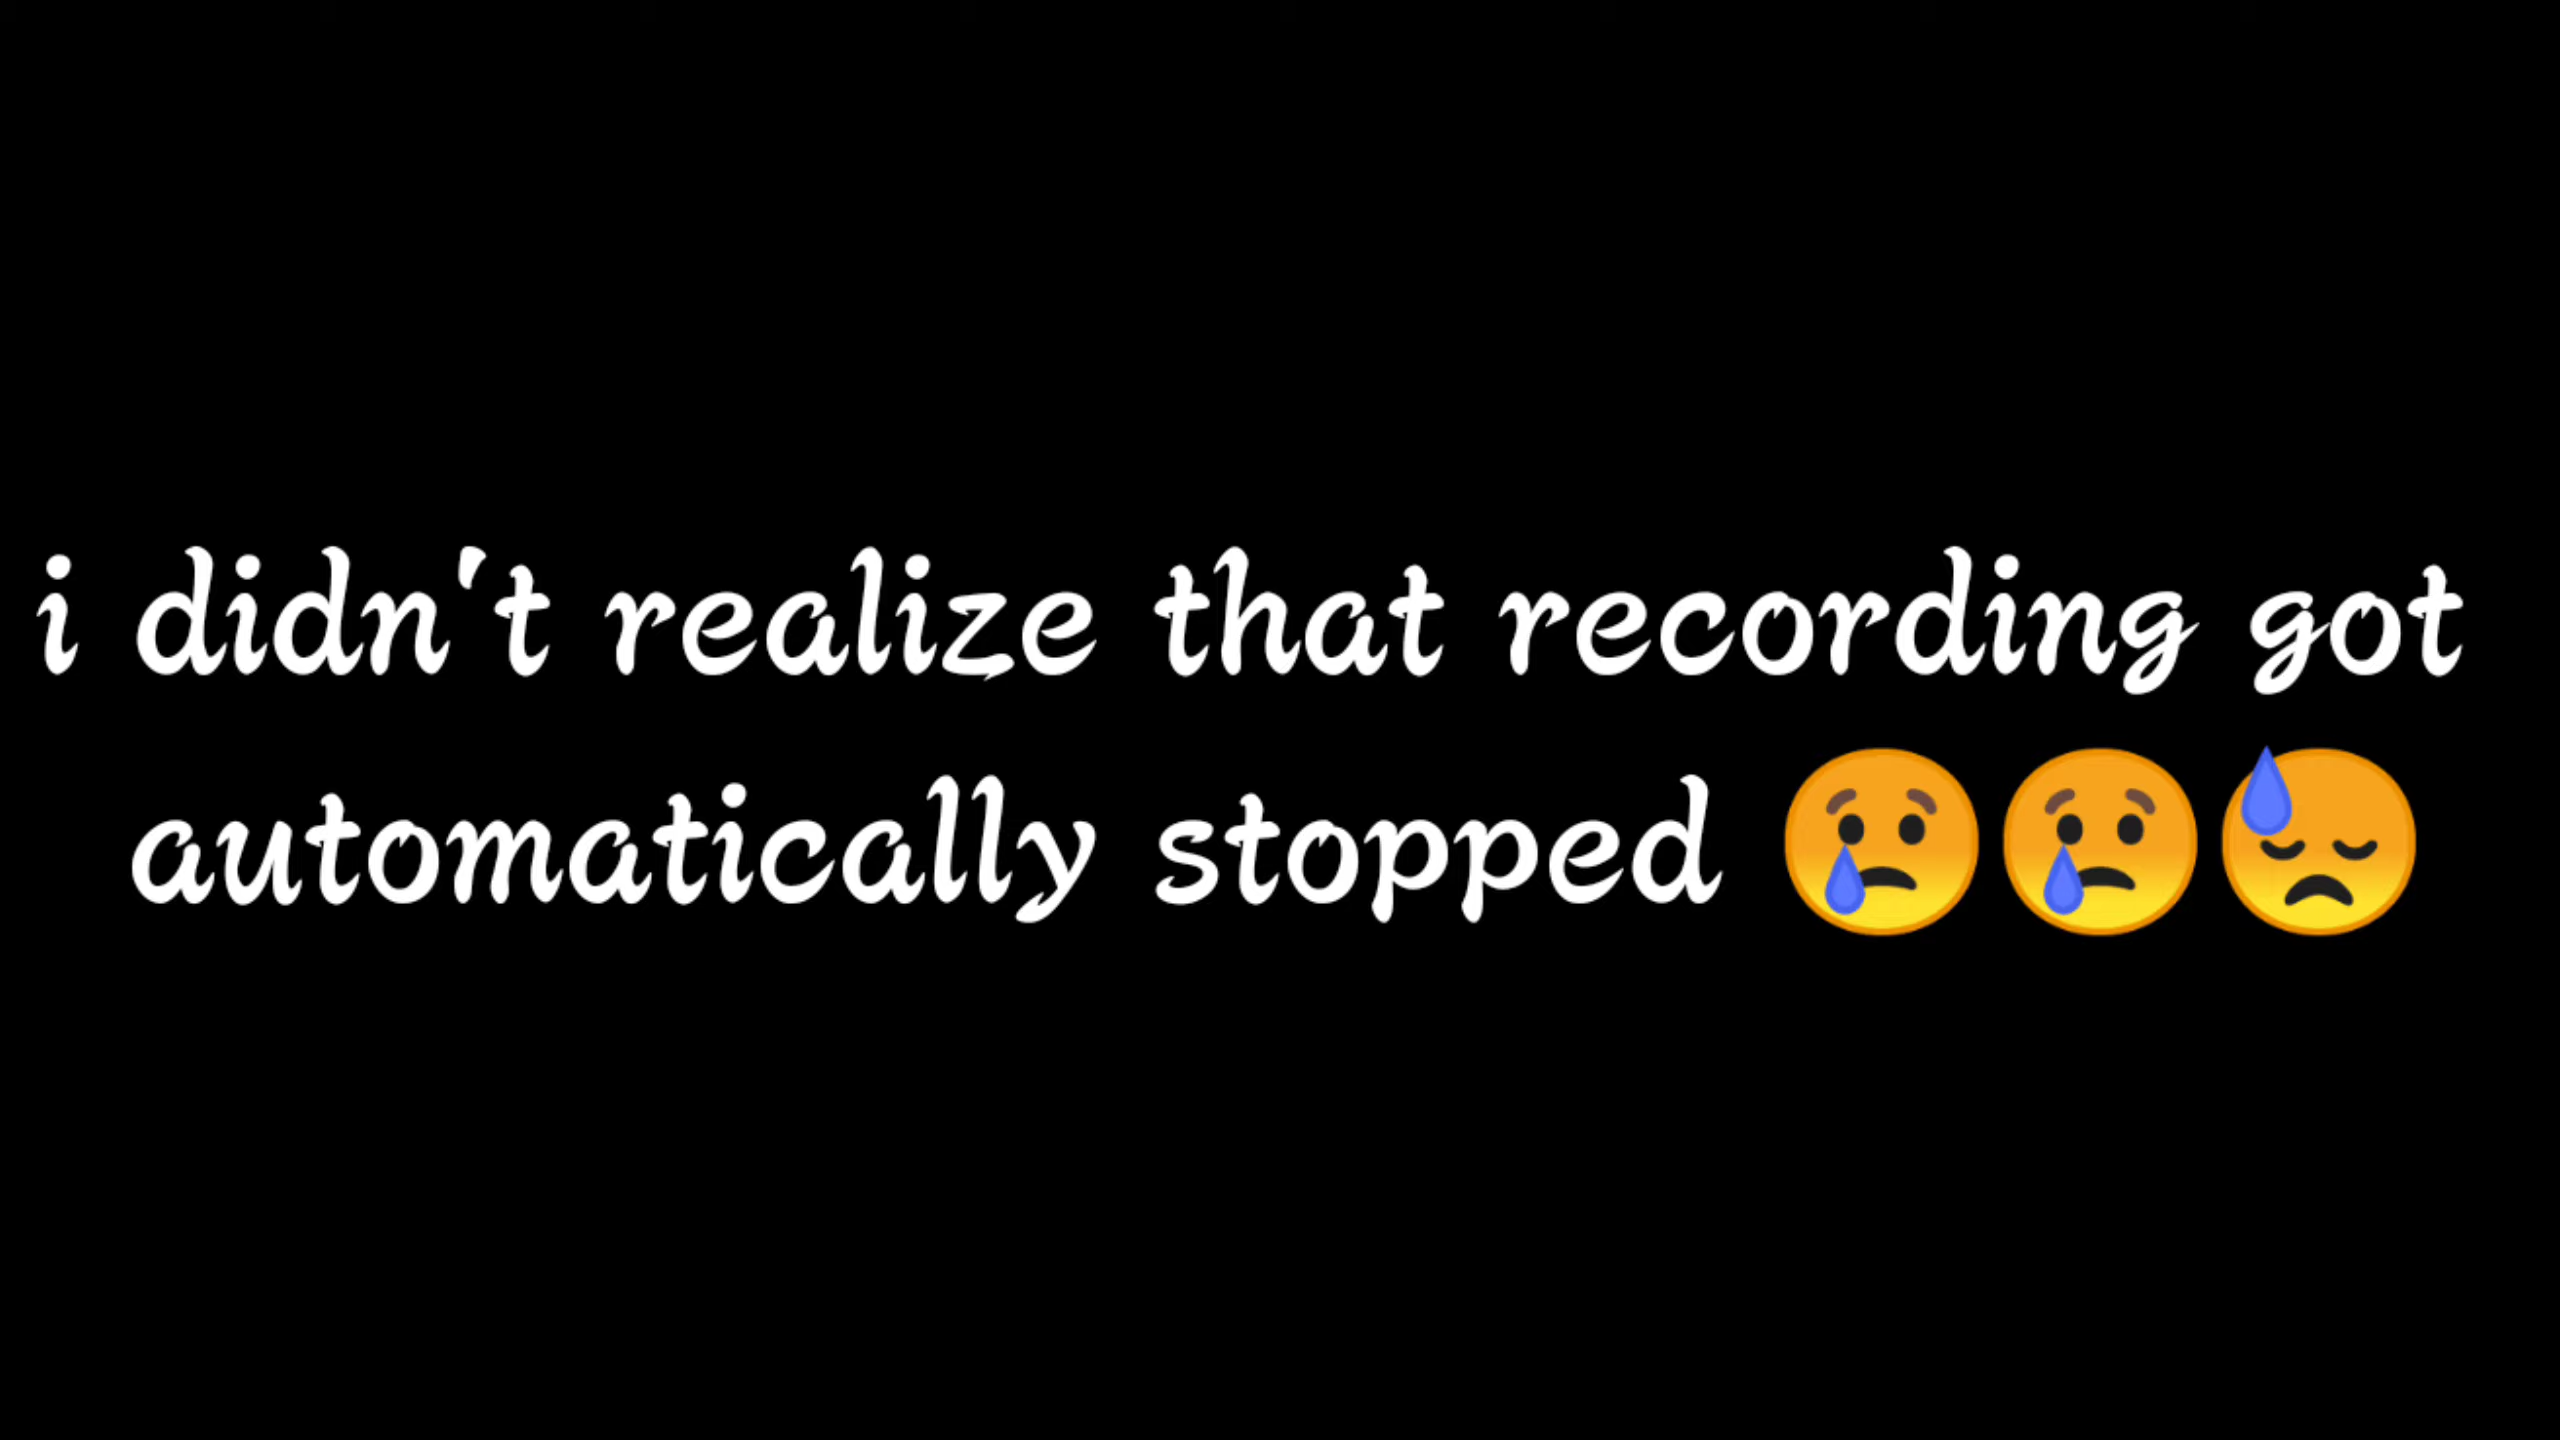 i didn't realize that recording got
automatically stopped 😢😢😓